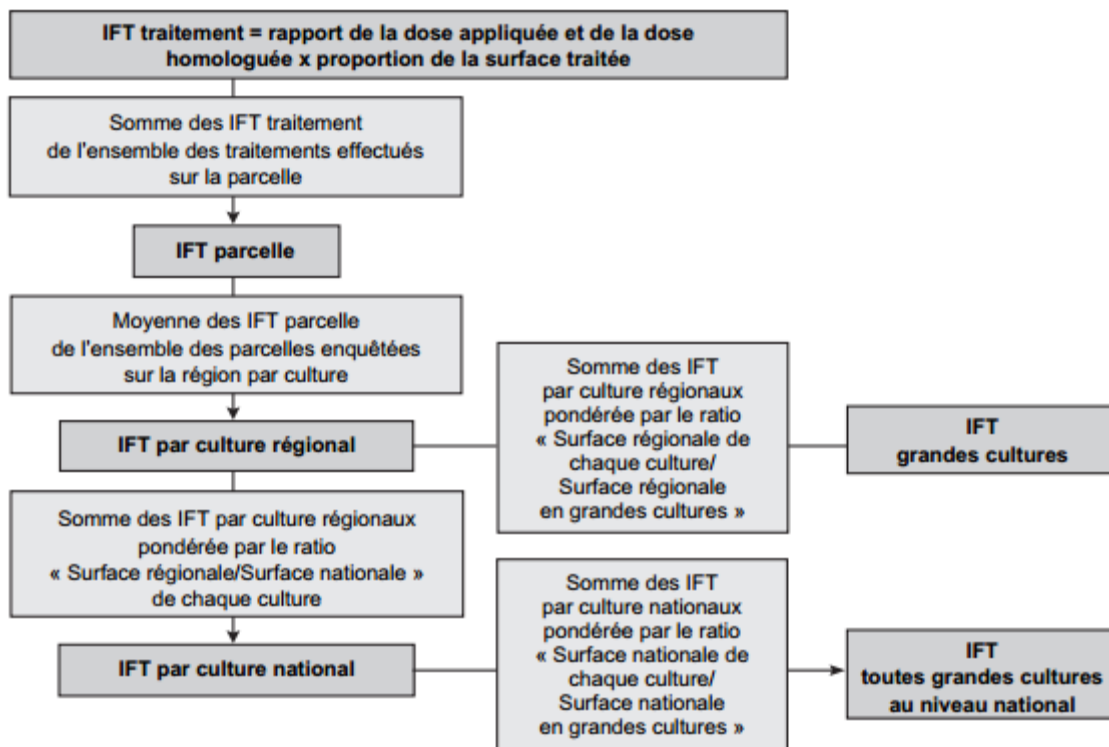 IFT traitement = rapport de la dose appliquée et de la dose
homologuée x proportion de la surface traitée
Somme des IFT traitement
de l'ensemble des traitements effectués
sur la parcelle
IFT parcelle
Moyenne des IFT parcelle
de l'ensemble des parcelles enquêtées
sur la région par culture
IFT par culture régional
Somme des IFT
par culture régionaux
pondérée par le ratio
« Surface régionale de
chaque culture/
Surface régionale
en grandes cultures »
IFT
grandes cultures
Somme des IFT par culture régionaux
pondérée par le ratio
« Surface régionale/Surface nationale »
de chaque culture
IFT par culture national
Somme des IFT
par culture nationaux
pondérée par le ratio
« Surface nationale de
chaque culture/
Surface nationale
en grandes cultures »
IFT
toutes grandes cultures
au niveau national